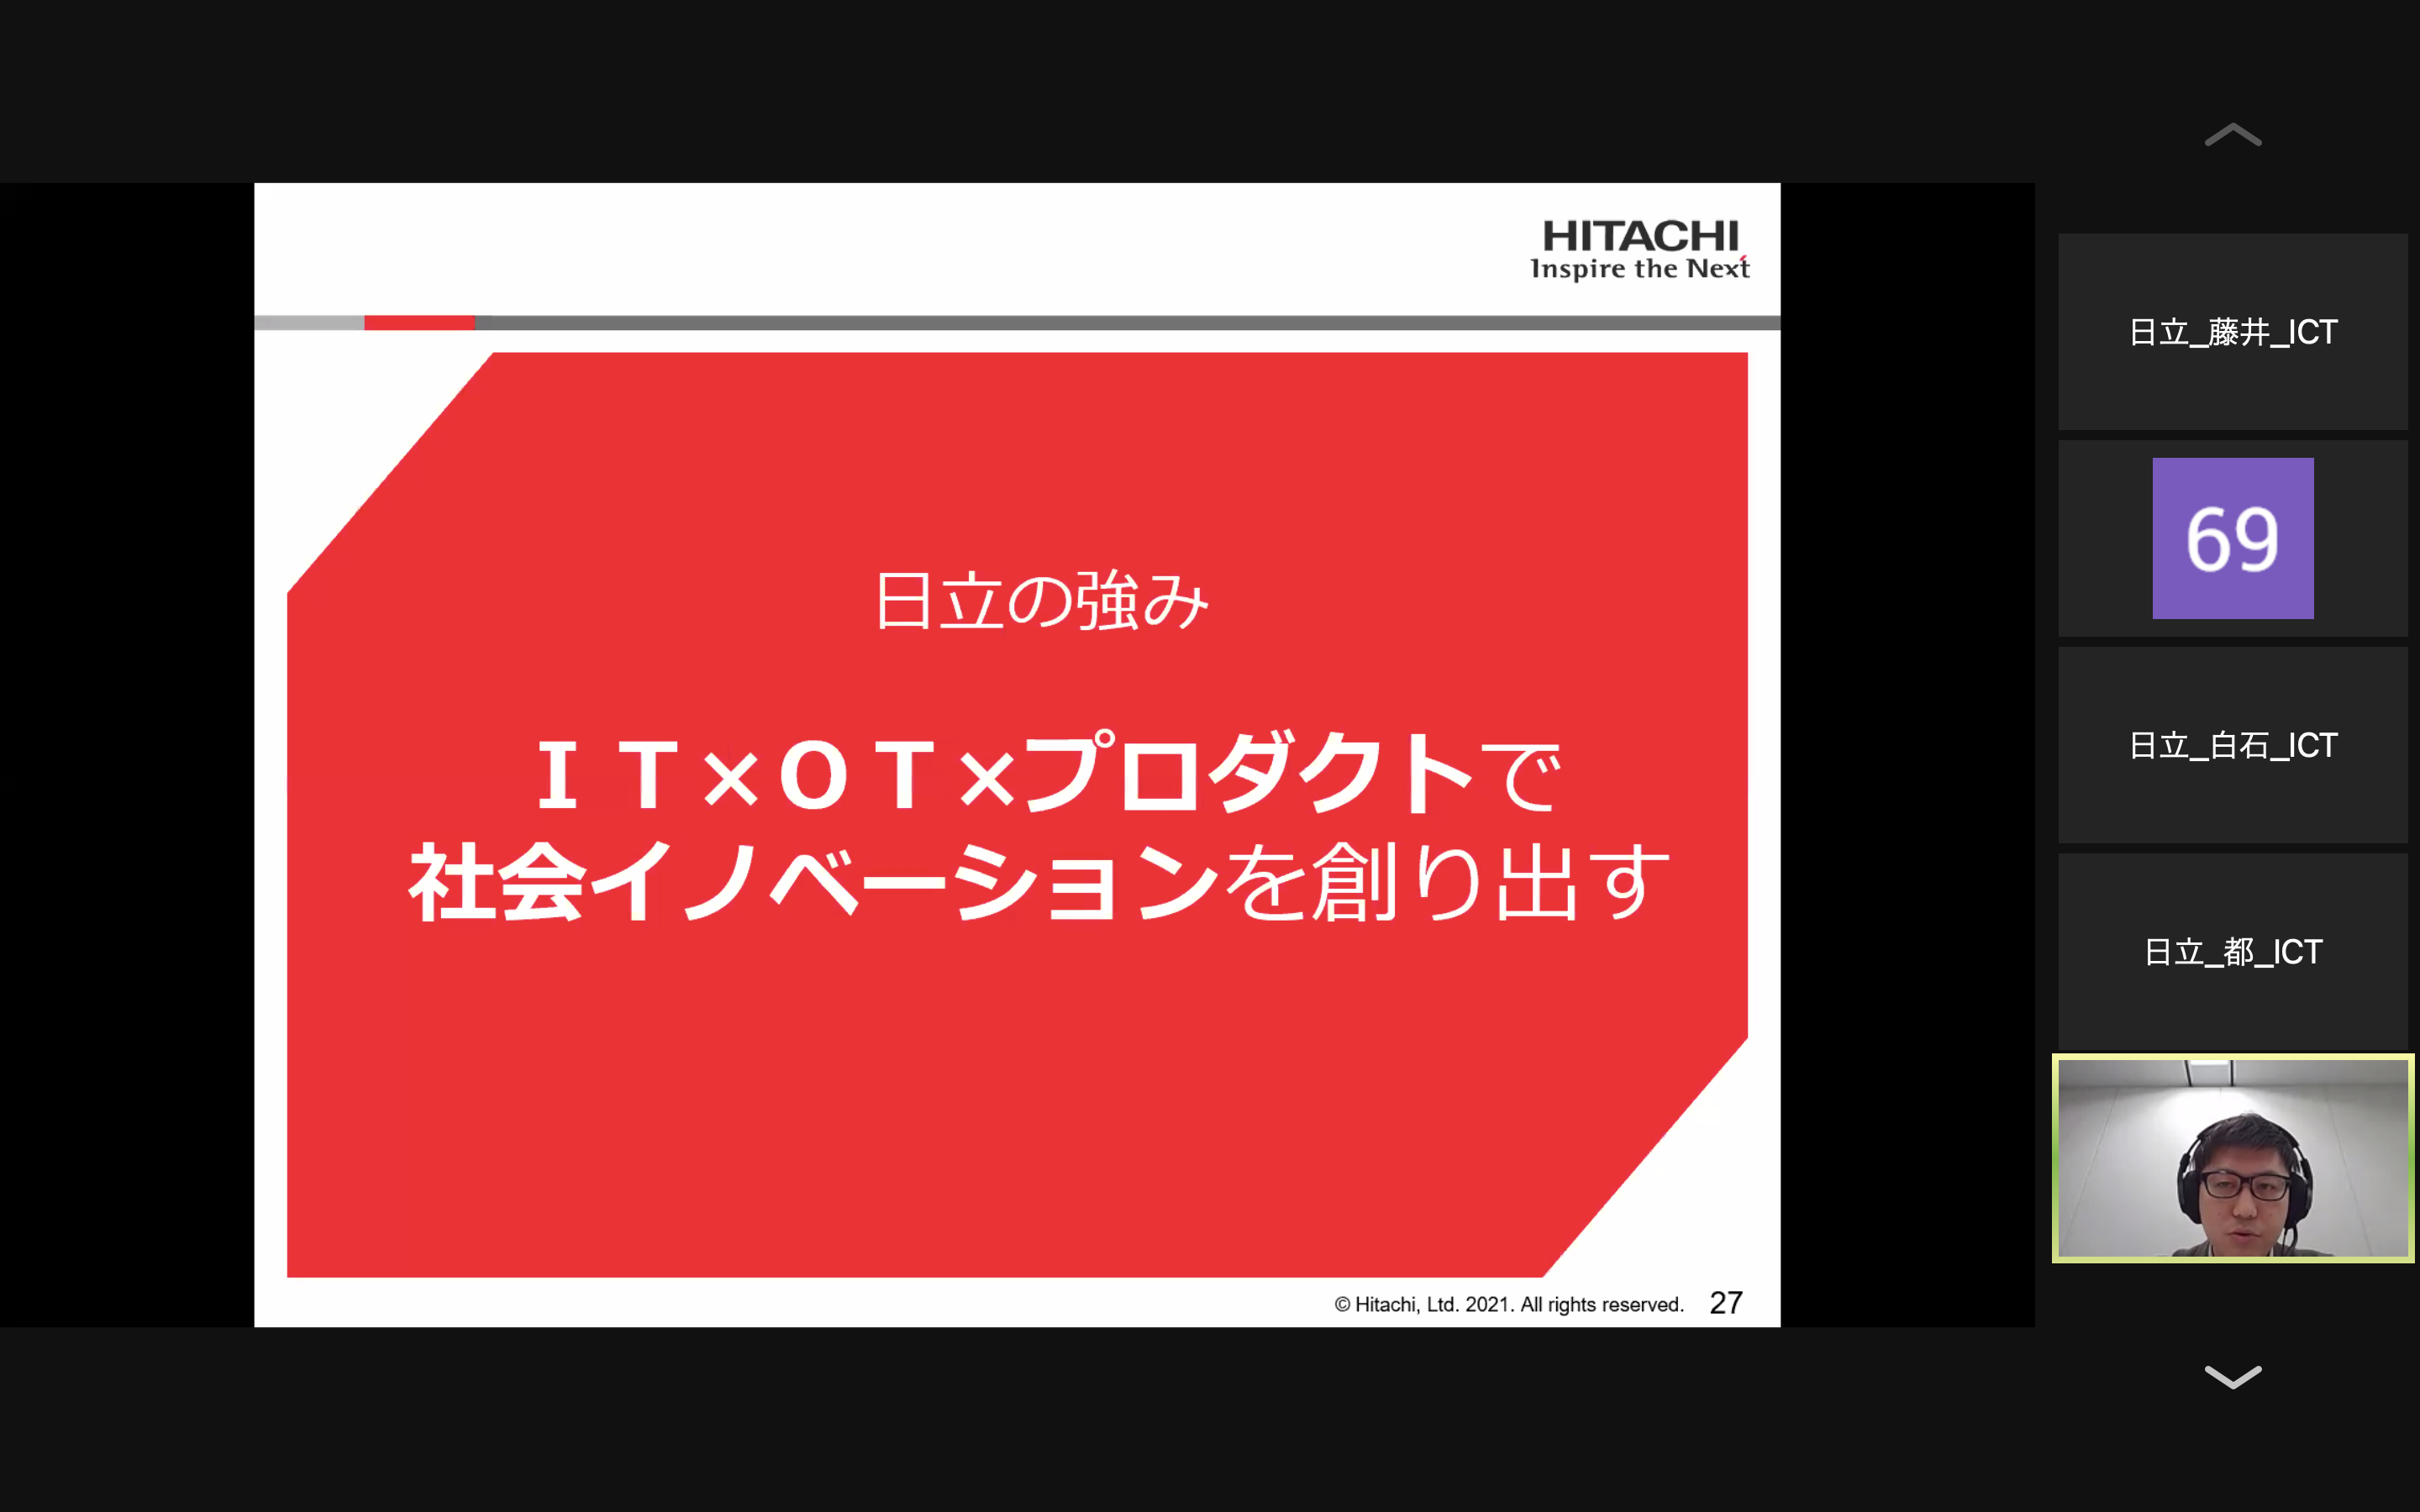 HITACHI
Inspire the Next
日立の強み
ＩＴ×ＯＴ×プロダクトで
社会イノベーションを創り出す
© Hitachi, Ltd. 2021. All rights reserved. 27
日立_藤井_ICT
69
日立_白石_ICT
日立_都_ICT